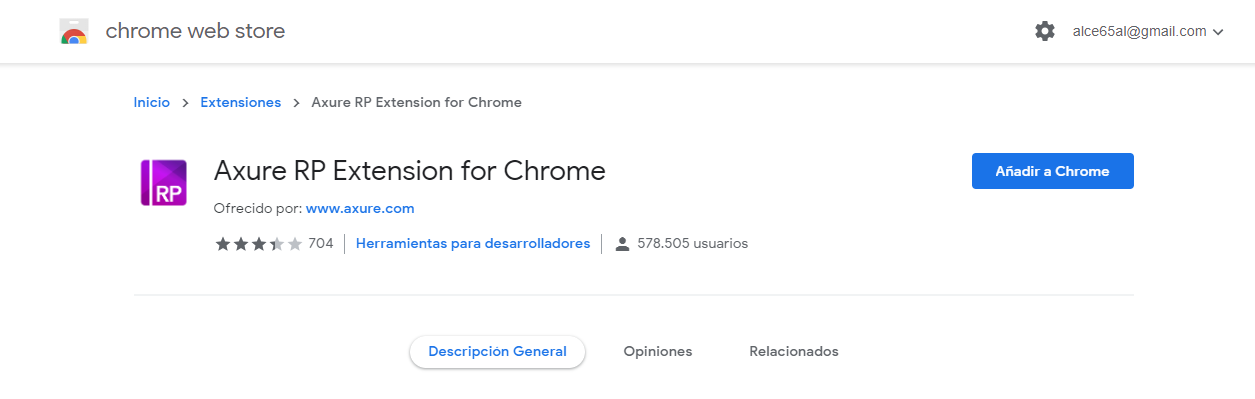 chrome web store
alce65al@gmail.com
Inicio > Extensiones > Axure RP Extension for Chrome
RP
Axure RP Extension for Chrome
Añadir a Chrome
Ofrecido por: www.axure.com
704 | Herramientas para desarrolladores | 578.505 usuarios
Descripción General
Opiniones
Relacionados